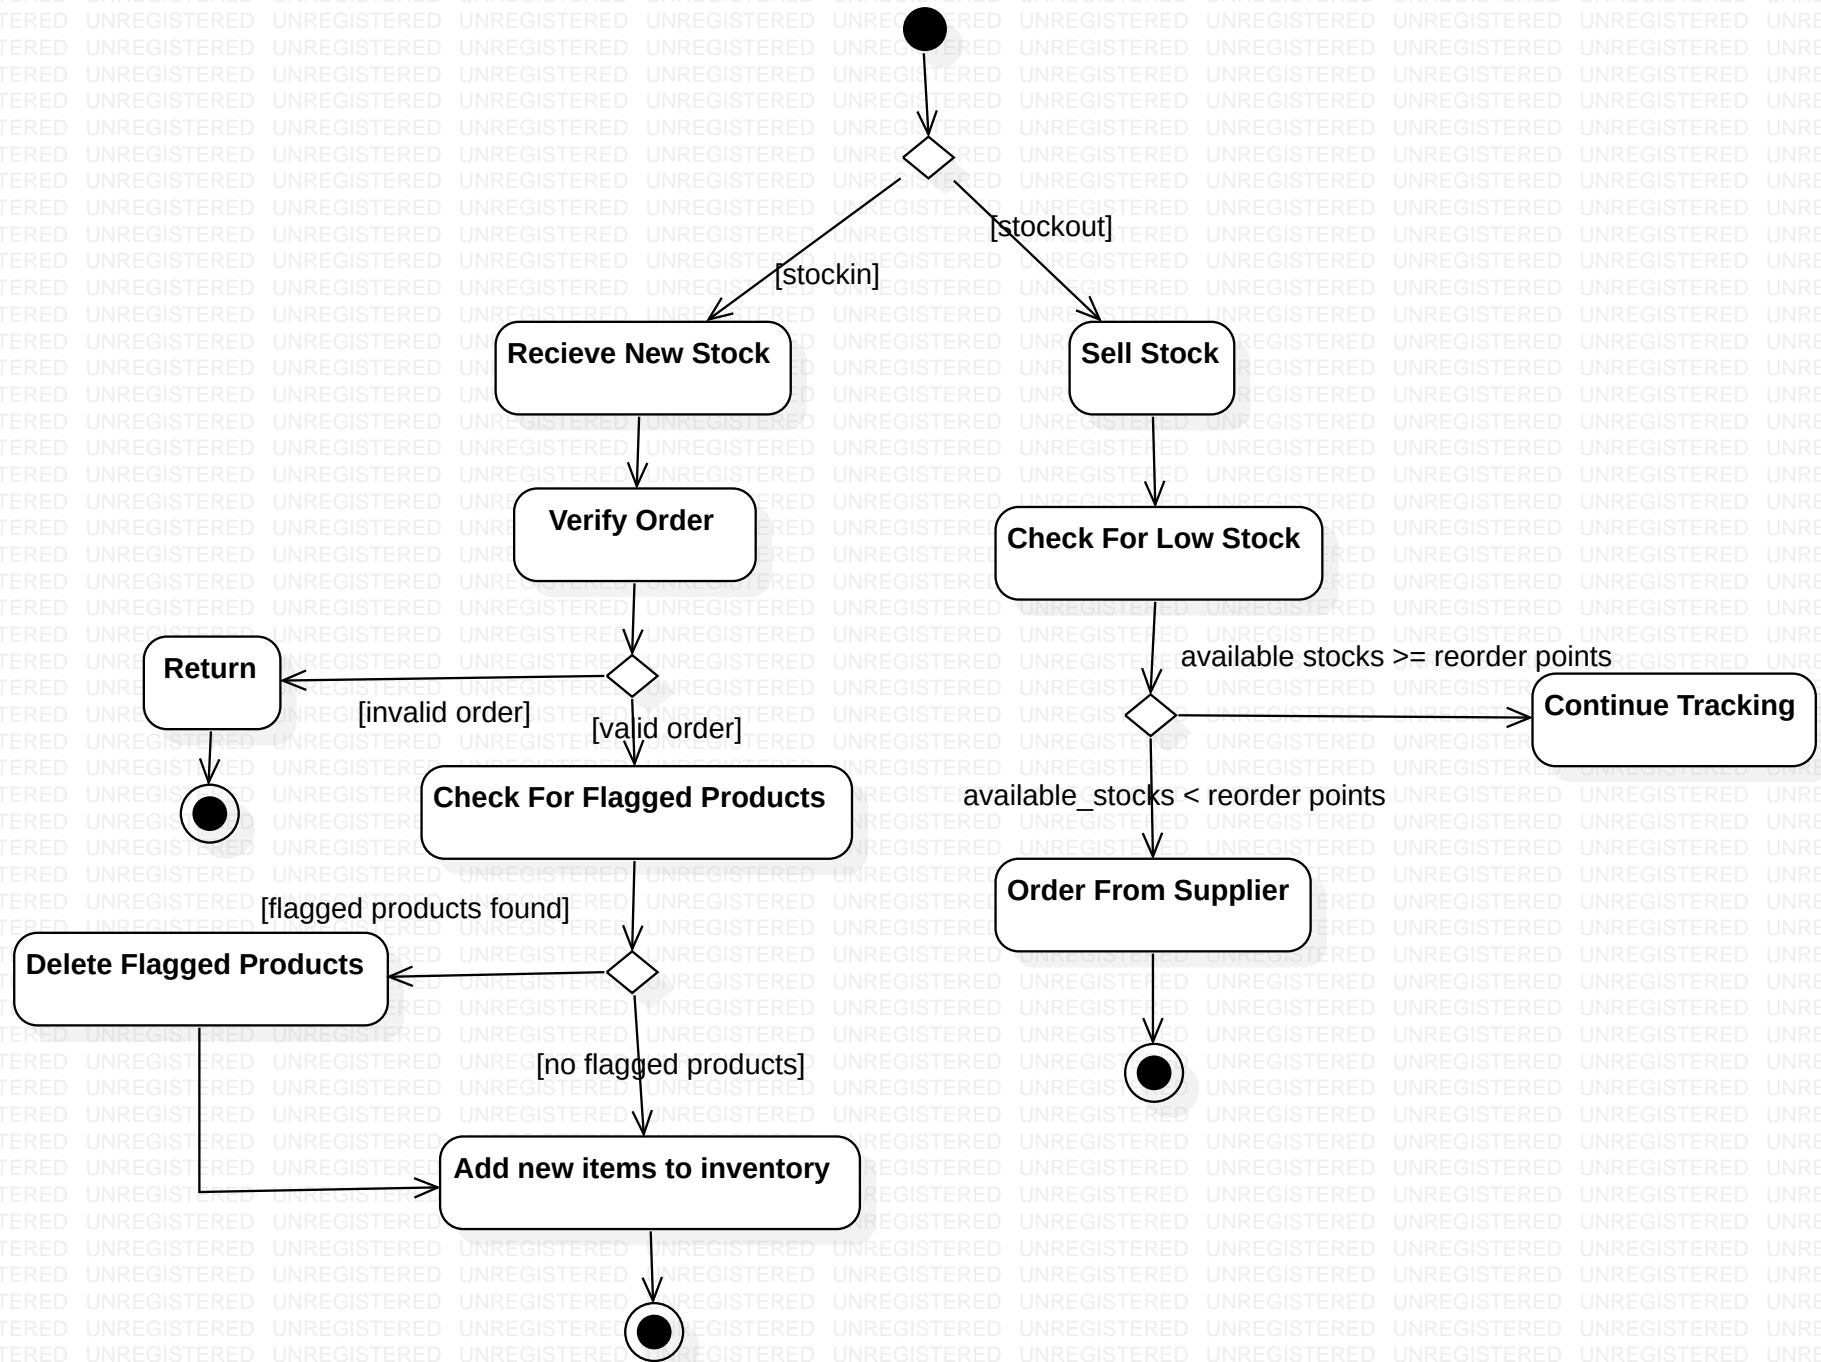 [stockout]
[stockin]
Recieve New Stock
Sell Stock
Verify Order
Check For Low Stock
available stocks >= reorder points
Return
[invalid order]
[valid order]
Continue Tracking
Check For Flagged Products
available_stocks < reorder points
[flagged products found]
Order From Supplier
Delete Flagged Products
[no flagged products]
Add new items to inventory
UNREGISTERED